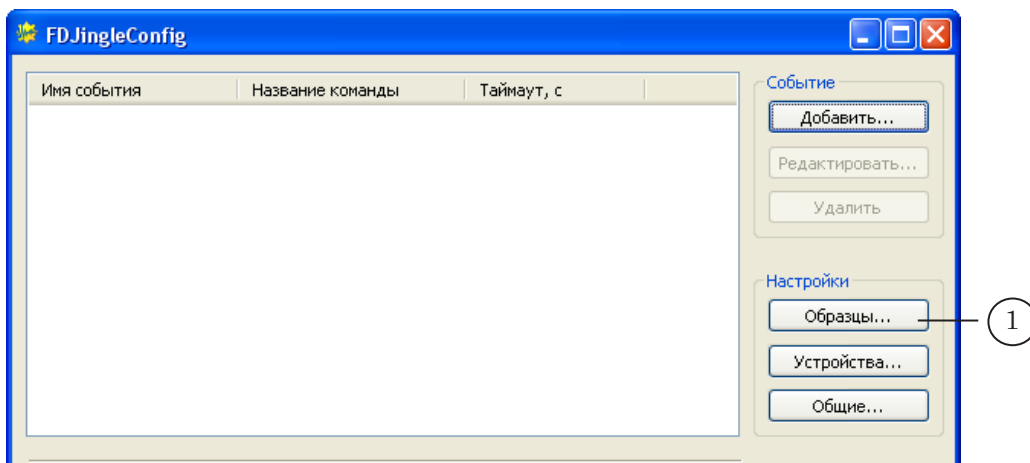 FDJingleConfig
Имя события Название команды Таймаут, с
Событие
Добавить...
Редактировать...
Удалить
Настройки
Образцы...
1
Устройства...
Общие...